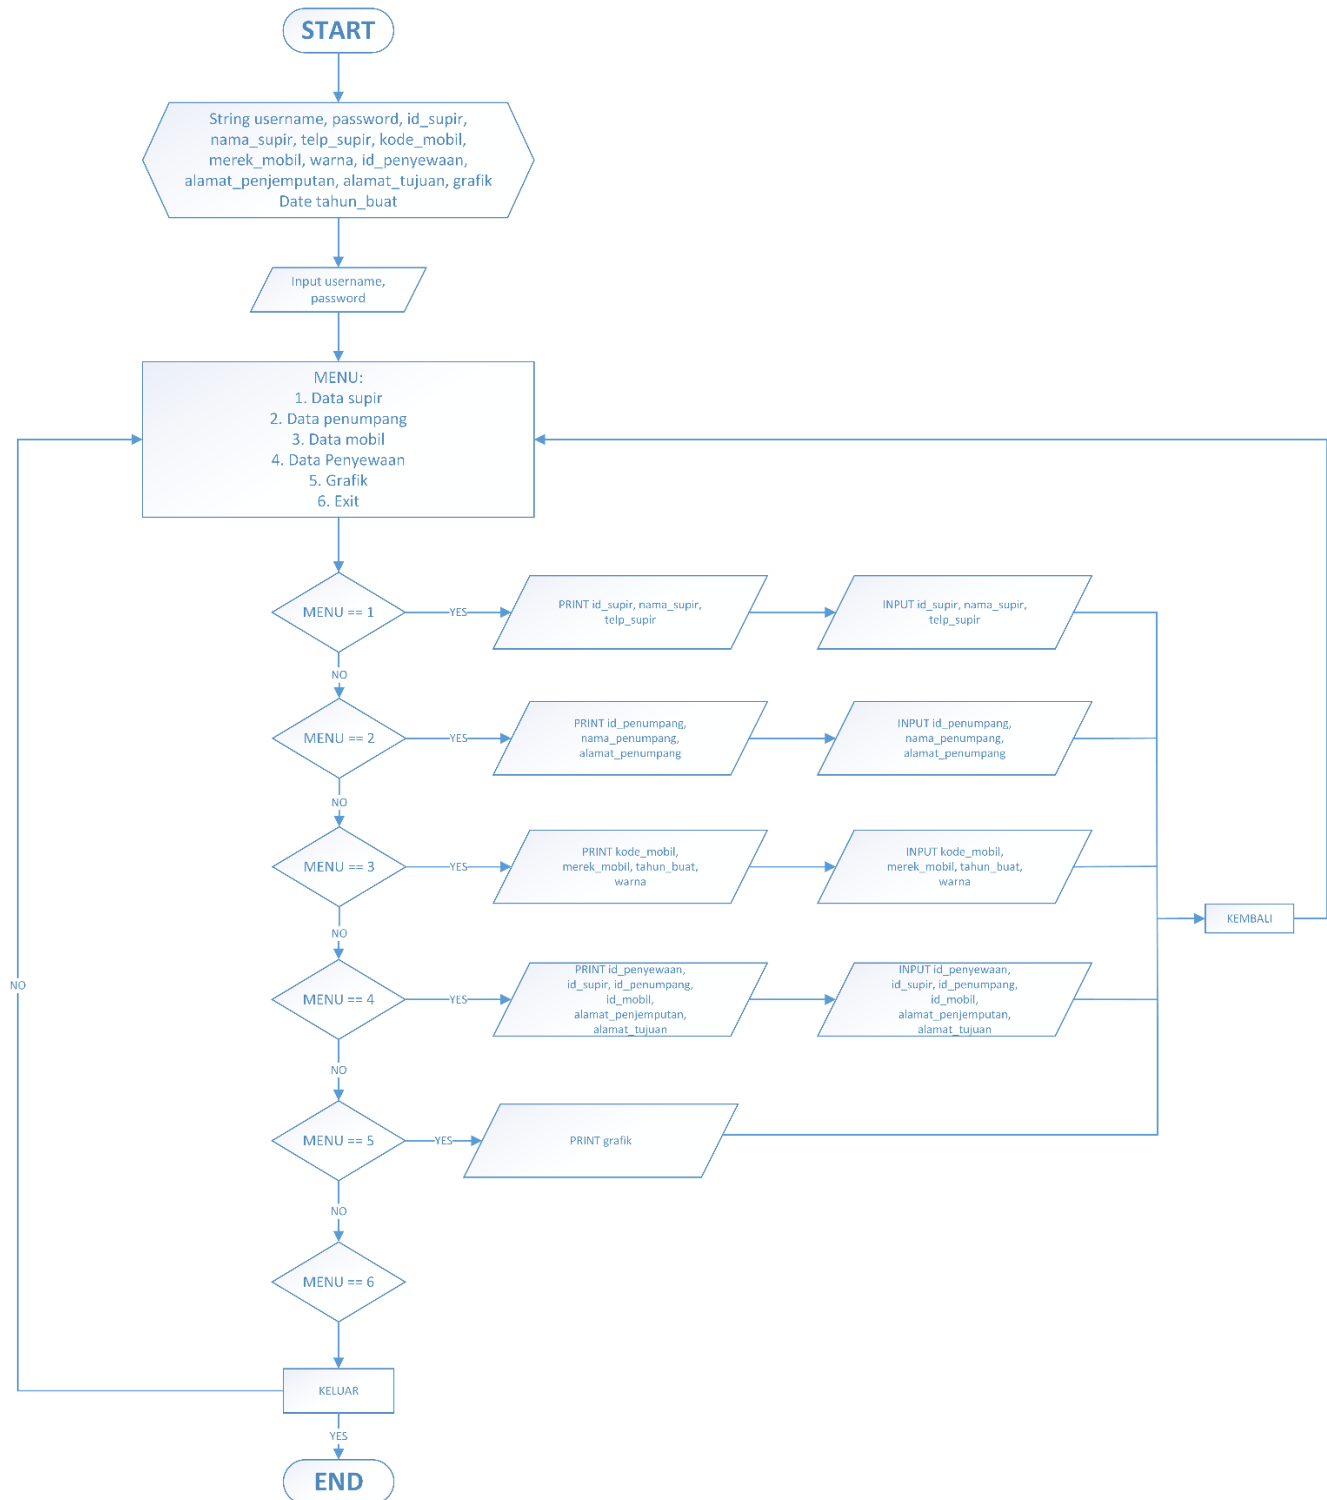 START
String username, password, id_supir,
nama_supir, telp_supir, kode_mobil,
merek_mobil, warna, id_penyewaan,
alamat_penjemputan, alamat_tujuan, grafik
Date tahun_buat
Input username,
password
MENU:
1. Data supir
2. Data penumpang
3. Data mobil
4. Data Penyewaan
5. Grafik
6. Exit
MENU == 1
YES
PRINT id_supir, nama_supir,
telp_supir
INPUT id_supir, nama_supir,
telp_supir
NO
MENU == 2
YES
PRINT id_penumpang,
nama_penumpang,
alamat_penumpang
INPUT id_penumpang,
nama_penumpang,
alamat_penumpang
NO
MENU == 3
YES
PRINT kode_mobil,
merek_mobil, tahun_buat,
warna
INPUT kode_mobil,
merek_mobil, tahun_buat,
warna
KEMBALI
NO
MENU == 4
YES
PRINT id_penyewaan,
id_supir, id_penumpang,
id_mobil,
alamat_penjemputan,
alamat_tujuan
INPUT id_penyewaan,
id_supir, id_penumpang,
id_mobil,
alamat_penjemputan,
alamat_tujuan
NO
NO
MENU == 5
YES
PRINT grafik
NO
MENU == 6
KELUAR
YES
END